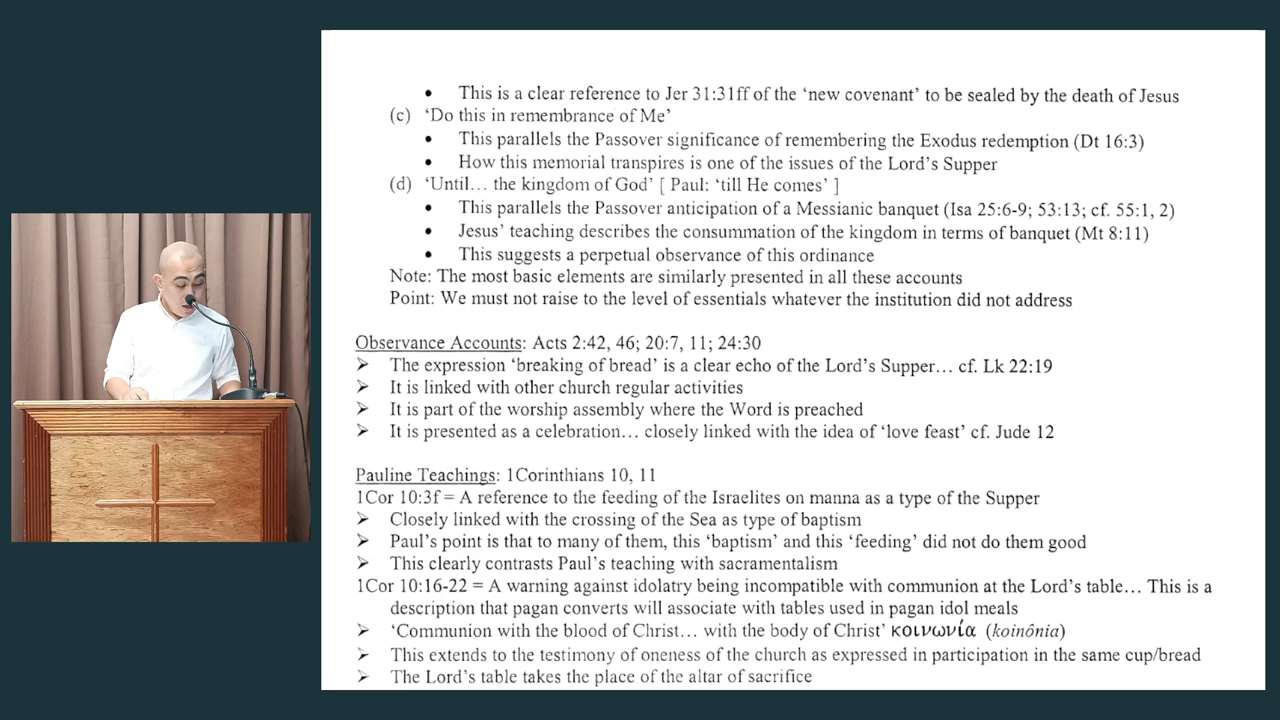 • This is a clear reference to Jer 31:31ff of the ‘new covenant’ to be sealed by the death of Jesus
(c) ‘Do this in remembrance of Me’
• This parallels the Passover significance of remembering the Exodus redemption (Dt 16:3)
• How this memorial transpires is one of the issues of the Lord’s Supper
(d) ‘Until… the kingdom of God’ [ Paul: ‘till He comes’ ]
• This parallels the Passover anticipation of a Messianic banquet (Isa 25:6-9; 53:13; cf. 55:1, 2)
• Jesus’ teaching describes the consummation of the kingdom in terms of banquet (Mt 8:11)
• This suggests a perpetual observance of this ordinance
Note: The most basic elements are similarly presented in all these accounts
Point: We must not raise to the level of essentials whatever the institution did not address
Observance Accounts: Acts 2:42, 46; 20:7, 11; 24:30
➢ The expression ‘breaking of bread’ is a clear echo of the Lord’s Supper… cf. Lk 22:19
➢ It is linked with other church regular activities
➢ It is part of the worship assembly where the Word is preached
➢ It is presented as a celebration… closely linked with the idea of ‘love feast’ cf. Jude 12
Pauline Teachings: 1Corinthians 10, 11
1Cor 10:3f = A reference to the feeding of the Israelites on manna as a type of the Supper
➢ Closely linked with the crossing of the Sea as type of baptism
➢ Paul’s point is that to many of them, this ‘baptism’ and this ‘feeding’ did not do them good
➢ This clearly contrasts Paul’s teaching with sacramentalism
1Cor 10:16-22 = A warning against idolatry being incompatible with communion at the Lord’s table… This is a
description that pagan converts will associate with tables used in pagan idol meals
➢ ‘Communion with the blood of Christ… with the body of Christ’ κοινωνία (koinônia)
➢ This extends to the testimony of oneness of the church as expressed in participation in the same cup/bread
➢ The Lord’s table takes the place of the altar of sacrifice